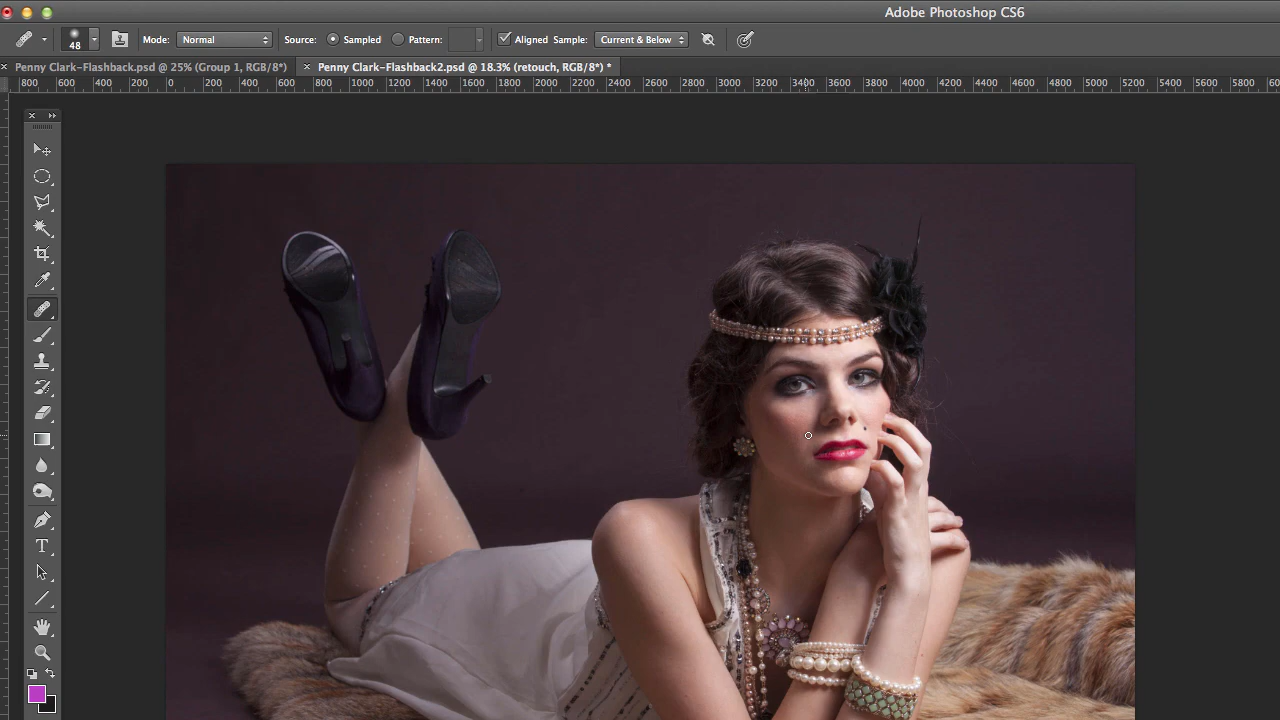 Adobe Photoshop CS6
48 Mode: Normal Source: Sampled Pattern: Aligned Sample: Current & Below
× Penny Clark-Flashback.psd @ 25% (Group 1, RGB/8*) × Penny Clark-Flashback2.psd @ 18.3% (retouch, RGB/8*) *
800 600 400 200 0 200 400 600 800 1000 1200 1400 1600 1800 2000 2200 2400 2600 2800 3000 3200 3400 3600 3800 4000 4200 4400 4600 4800 5000 5200 5400 5600 5800
T